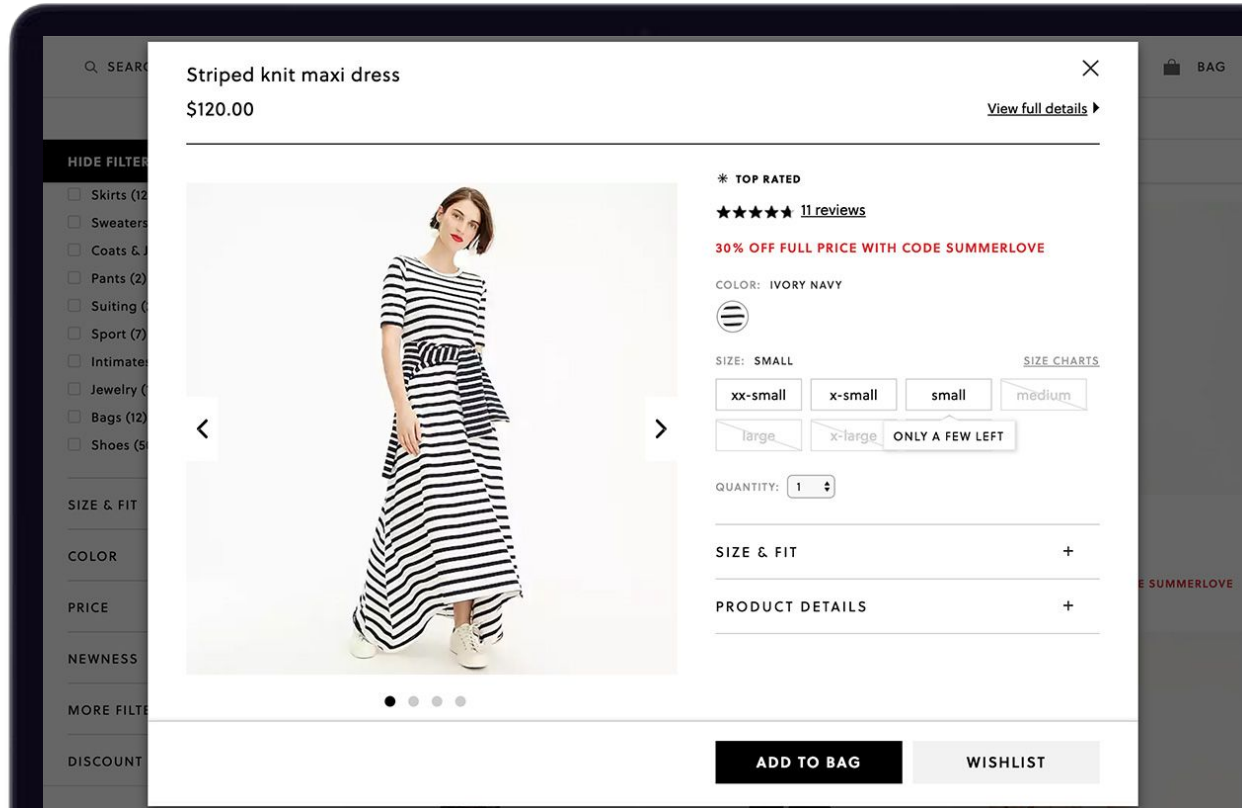 SEARC
BAG
HIDE FILTER
Skirts (12
Sweaters
Coats & J
Pants (2)
Suiting (
Sport (7)
Intimates
Jewelry (
Bags (12)
Shoes (5
SIZE & FIT
COLOR
PRICE
NEWNESS
MORE FILTE
DISCOUNT
Striped knit maxi dress
$120.00
View full details
TOP RATED
11 reviews
30% OFF FULL PRICE WITH CODE SUMMERLOVE
COLOR: IVORY NAVY
SIZE: SMALL SIZE CHARTS
xx-small x-small small medium
large x-large ONLY A FEW LEFT
QUANTITY: 1
SIZE & FIT +
PRODUCT DETAILS +
ADD TO BAG WISHLIST
E SUMMERLOVE